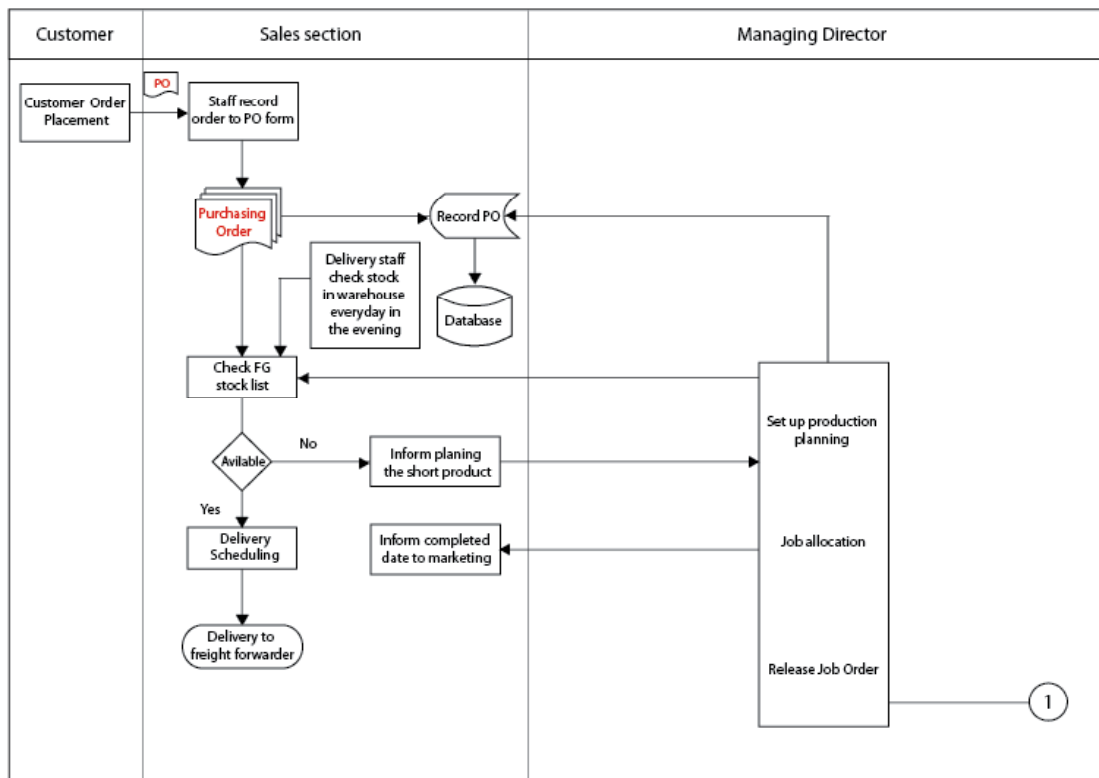 Customer
Sales section
Managing Director
PO
Customer Order
Placement
Staff record
order to PO form
Purchasing
Order
Record PO
Delivery staff
check stock
in warehouse
everyday in
the evening
Database
Check FG
stock list
Set up production
planning
No
Avilable
Inform planing
the short product
Yes
Delivery
Scheduling
Inform completed
date to marketing
Job allocation
Delivery to
freight forwarder
Release Job Order
1